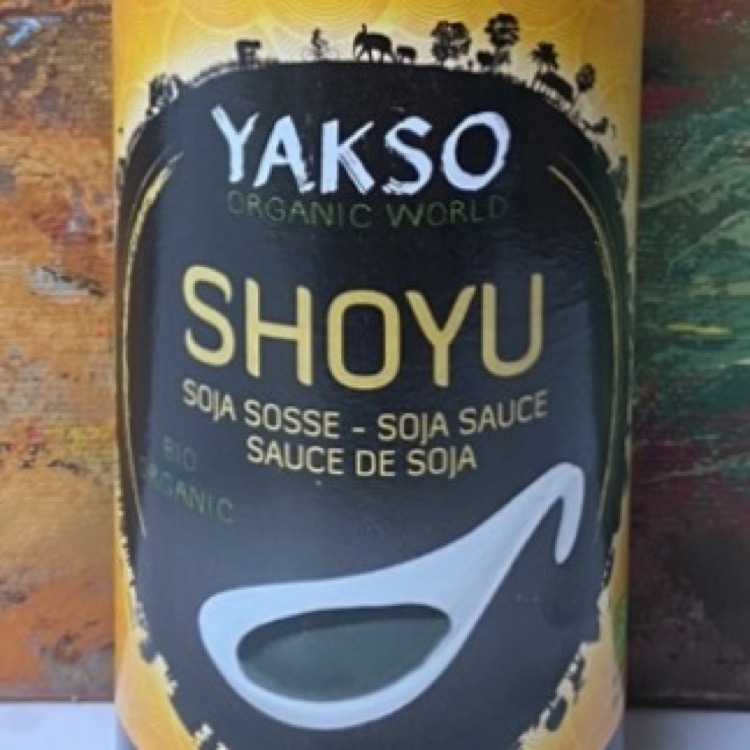 YAKSO
ORGANIC WORLD
SHOYU
SOJA SOSSE - SOJA SAUCE
SAUCE DE SOJA
BIO
ORGANIC